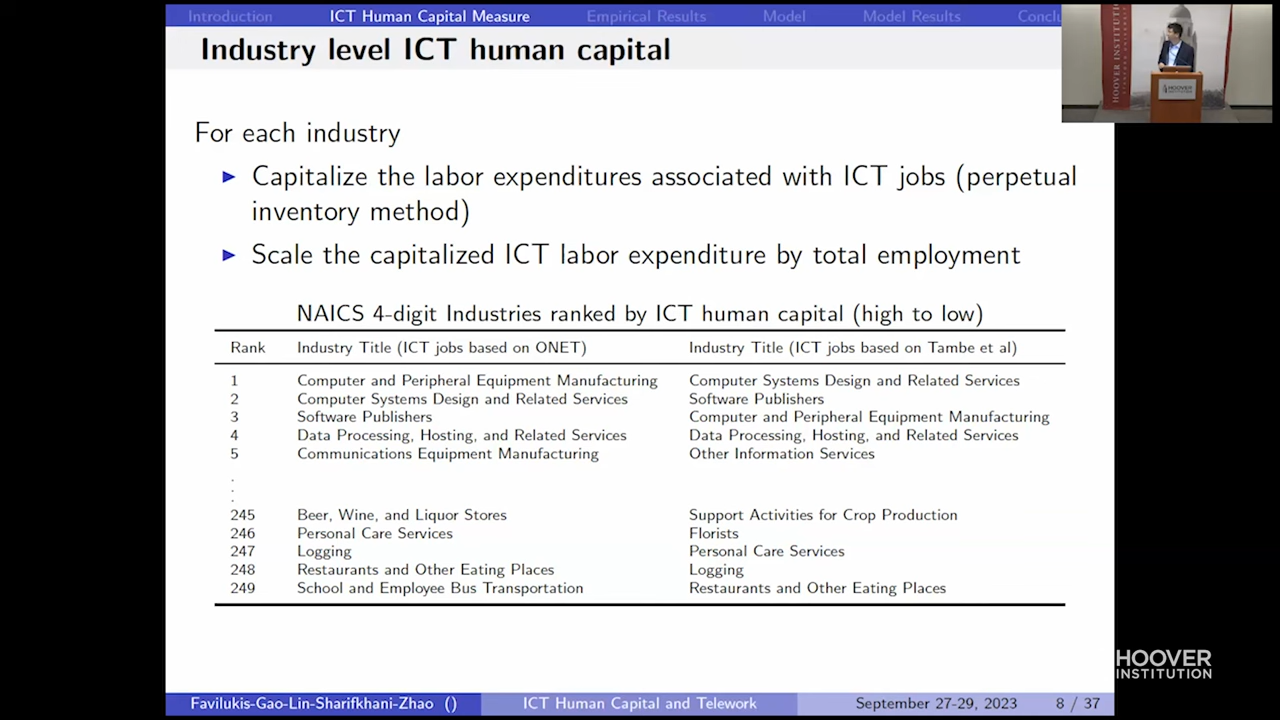 Introduction ICT Human Capital Measure Empirical Results Model Model Results
Industry level ICT human capital
HOOVER INSTITUTION
HOOVER
INSTITUTION
For each industry
▶ Capitalize the labor expenditures associated with ICT jobs (perpetual
inventory method)
▶ Scale the capitalized ICT labor expenditure by total employment
NAICS 4-digit Industries ranked by ICT human capital (high to low)
Rank Industry Title (ICT jobs based on ONET) Industry Title (ICT jobs based on Tambe et al)
1 Computer and Peripheral Equipment Manufacturing Computer Systems Design and Related Services
2 Computer Systems Design and Related Services Software Publishers
3 Software Publishers Computer and Peripheral Equipment Manufacturing
4 Data Processing, Hosting, and Related Services Data Processing, Hosting, and Related Services
5 Communications Equipment Manufacturing Other Information Services
.
.
.
245 Beer, Wine, and Liquor Stores Support Activities for Crop Production
246 Personal Care Services Florists
247 Logging Personal Care Services
248 Restaurants and Other Eating Places Logging
249 School and Employee Bus Transportation Restaurants and Other Eating Places
HOOVER
INSTITUTION
Favilukis-Gao-Lin-Sharifkhani-Zhao () ICT Human Capital and Telework September 27-29, 2023 8 / 37